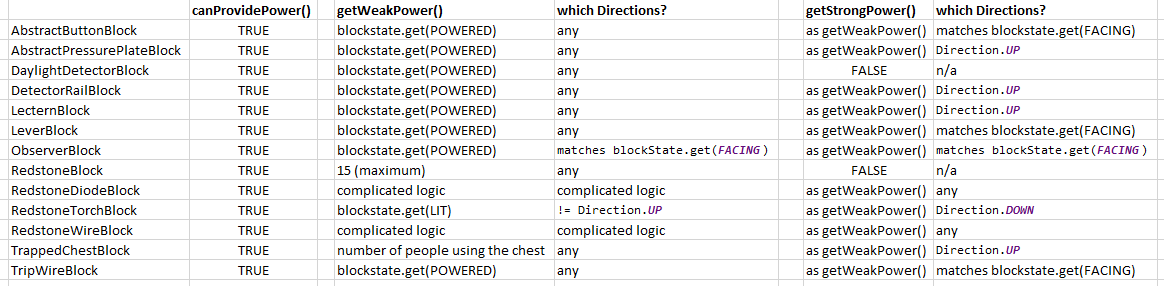 canProvidePower() getWeakPower() which Directions? getStrongPower() which Directions?
AbstractButtonBlock TRUE blockstate.get(POWERED) any as getWeakPower() matches blockstate.get(FACING)
AbstractPressurePlateBlock TRUE blockstate.get(POWERED) any as getWeakPower() Direction.UP
DaylightDetectorBlock TRUE blockstate.get(POWERED) any FALSE n/a
DetectorRailBlock TRUE blockstate.get(POWERED) any as getWeakPower() Direction.UP
LecternBlock TRUE blockstate.get(POWERED) any as getWeakPower() Direction.UP
LeverBlock TRUE blockstate.get(POWERED) any as getWeakPower() matches blockstate.get(FACING)
ObserverBlock TRUE blockstate.get(POWERED) matches blockState.get(FACING) as getWeakPower() matches blockState.get(FACING)
RedstoneBlock TRUE 15 (maximum) any FALSE n/a
RedstoneDiodeBlock TRUE complicated logic complicated logic as getWeakPower() any
RedstoneTorchBlock TRUE blockstate.get(LIT) != Direction.UP as getWeakPower() Direction.DOWN
RedstoneWireBlock TRUE complicated logic complicated logic as getWeakPower() any
TrappedChestBlock TRUE number of people using the chest any as getWeakPower() Direction.UP
TripWireBlock TRUE blockstate.get(POWERED) any as getWeakPower() matches blockstate.get(FACING)